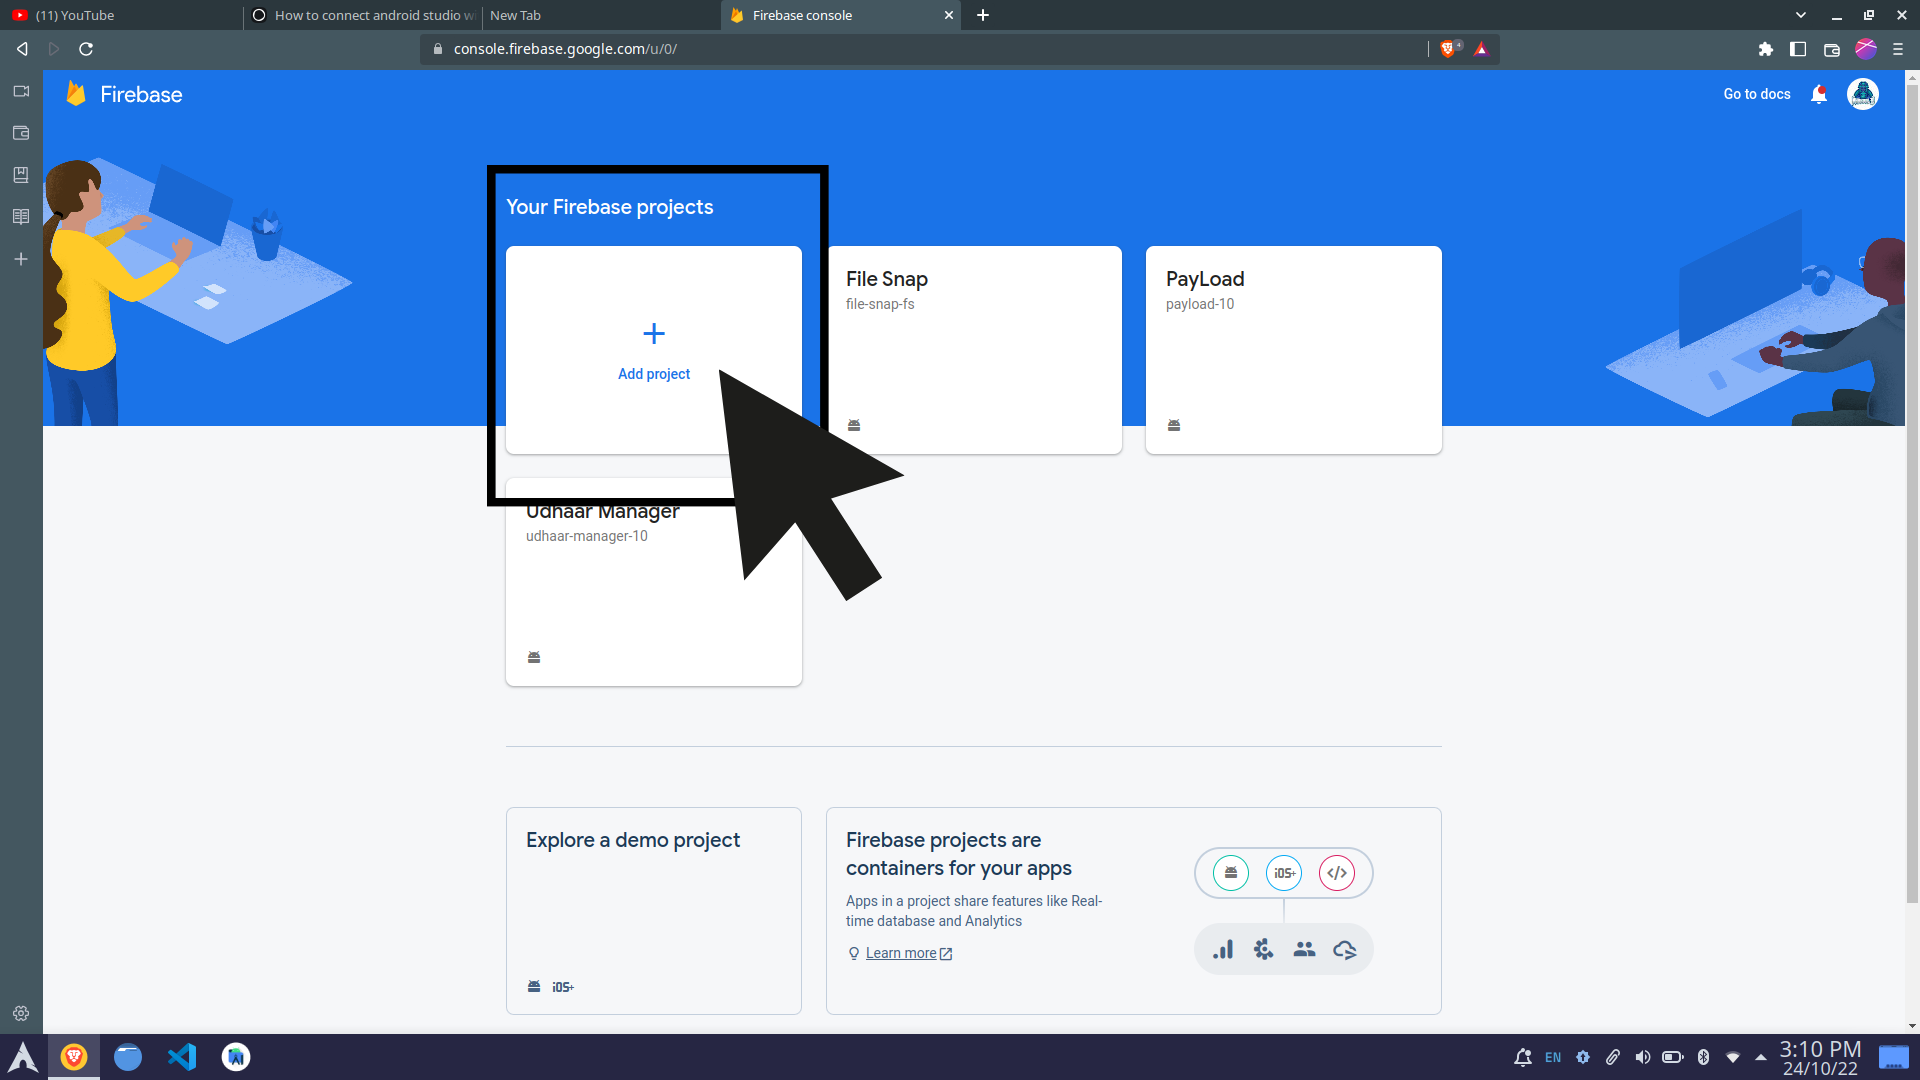 (11) YouTube
How to connect android studio w
New Tab
Firebase console
console.firebase.google.com/u/0/
4
Firebase
Go to docs
Your Firebase projects
Add project
File Snap
file-snap-fs
PayLoad
payload-10
Udhaar Manager
udhaar-manager-10
Explore a demo project
iOS+
Firebase projects are
containers for your apps
Apps in a project share features like Real-
time database and Analytics
Learn more
iOS+
</>
EN
3:10 PM
24/10/22